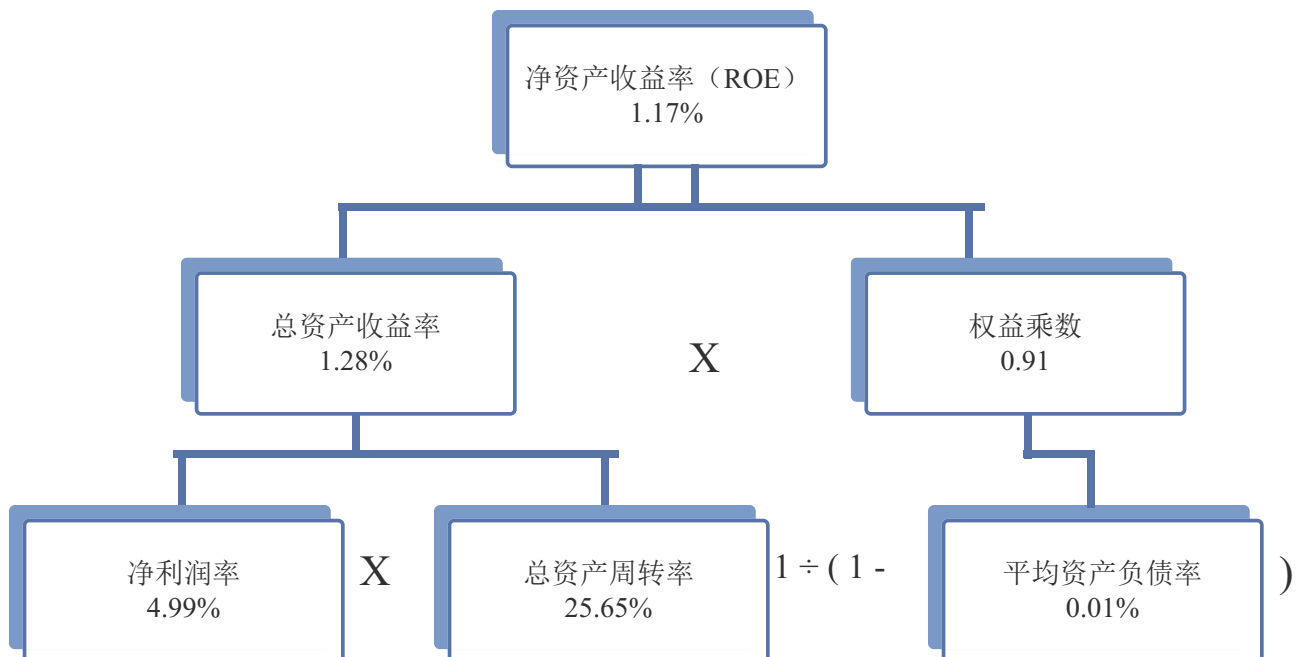 净资产收益率（ROE）
1.17%
总资产收益率
1.28%
X
权益乘数
0.91
净利润率
4.99%
X
总资产周转率
25.65%
1 ÷ ( 1 -
平均资产负债率
0.01%
)